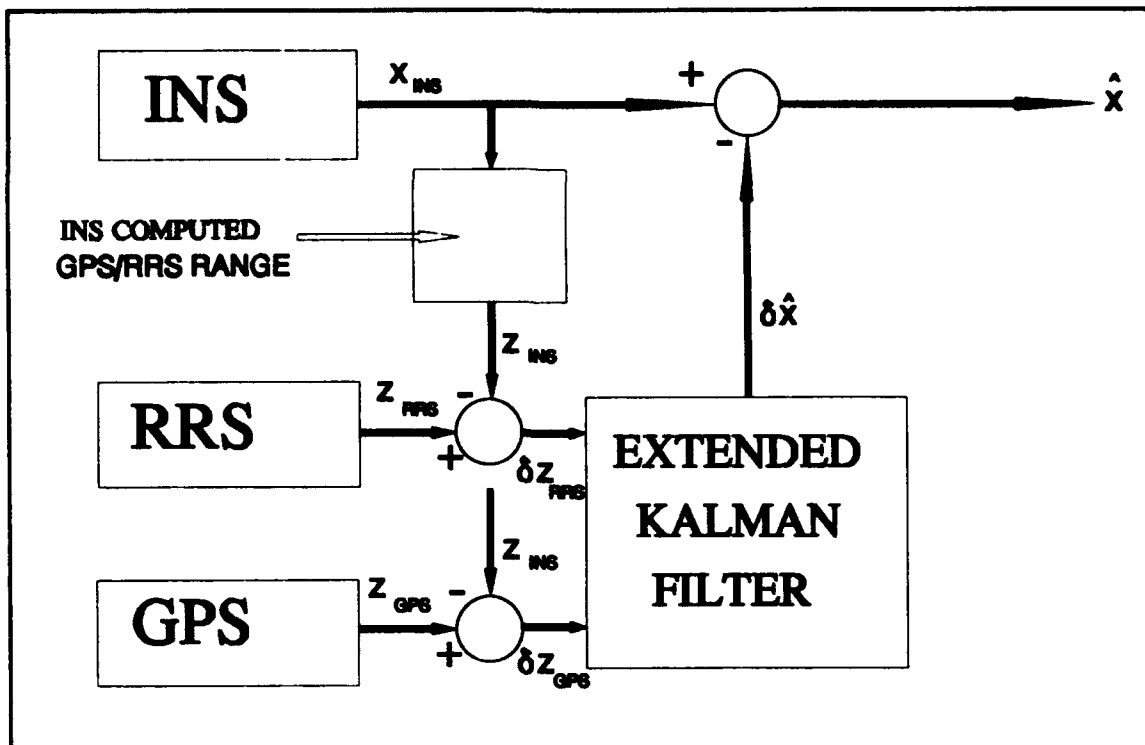 INS
X INS
+
-
X̂
INS COMPUTED
GPS/RRS RANGE
δX̂
Z INS
-
RRS
Z RRS
+
δZ RRS
EXTENDED
KALMAN
FILTER
Z INS
-
GPS
Z GPS
+
δZ GPS